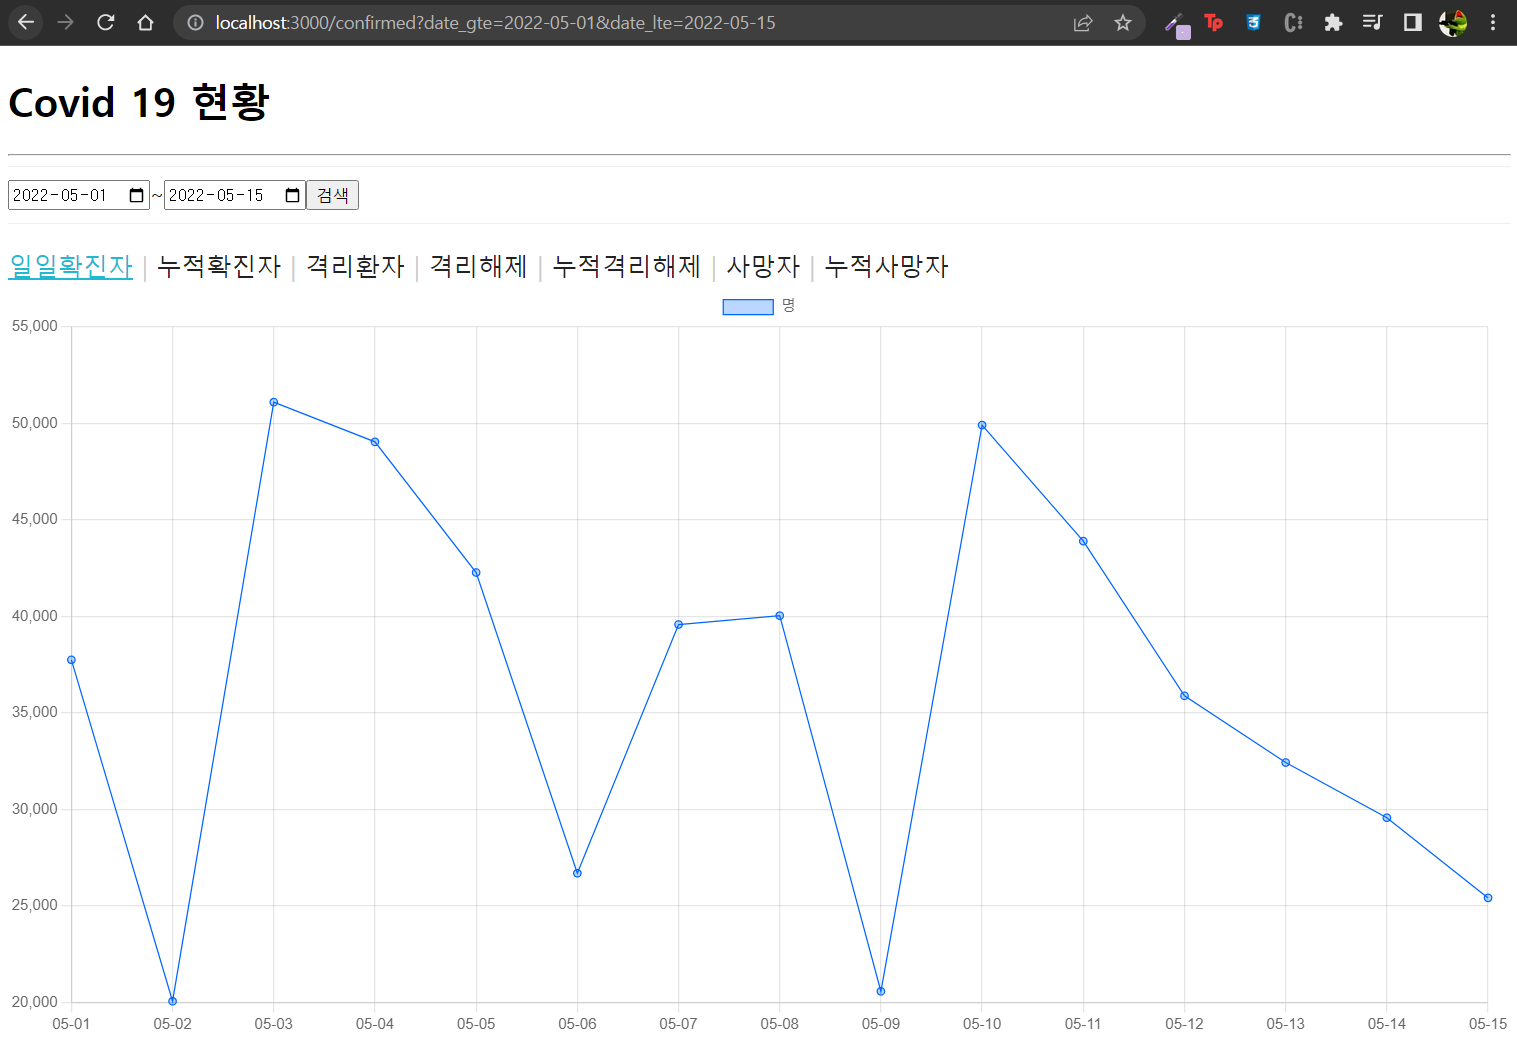 localhost:3000/confirmed?date_gte=2022-05-01&date_lte=2022-05-15
Tp
Covid 19 현황
2022-05-01 ~ 2022-05-15 검색
일일확진자 | 누적확진자 | 격리환자 | 격리해제 | 누적격리해제 | 사망자 | 누적사망자
명
55,000
50,000
45,000
40,000
35,000
30,000
25,000
20,000
05-01 05-02 05-03 05-04 05-05 05-06 05-07 05-08 05-09 05-10 05-11 05-12 05-13 05-14 05-15